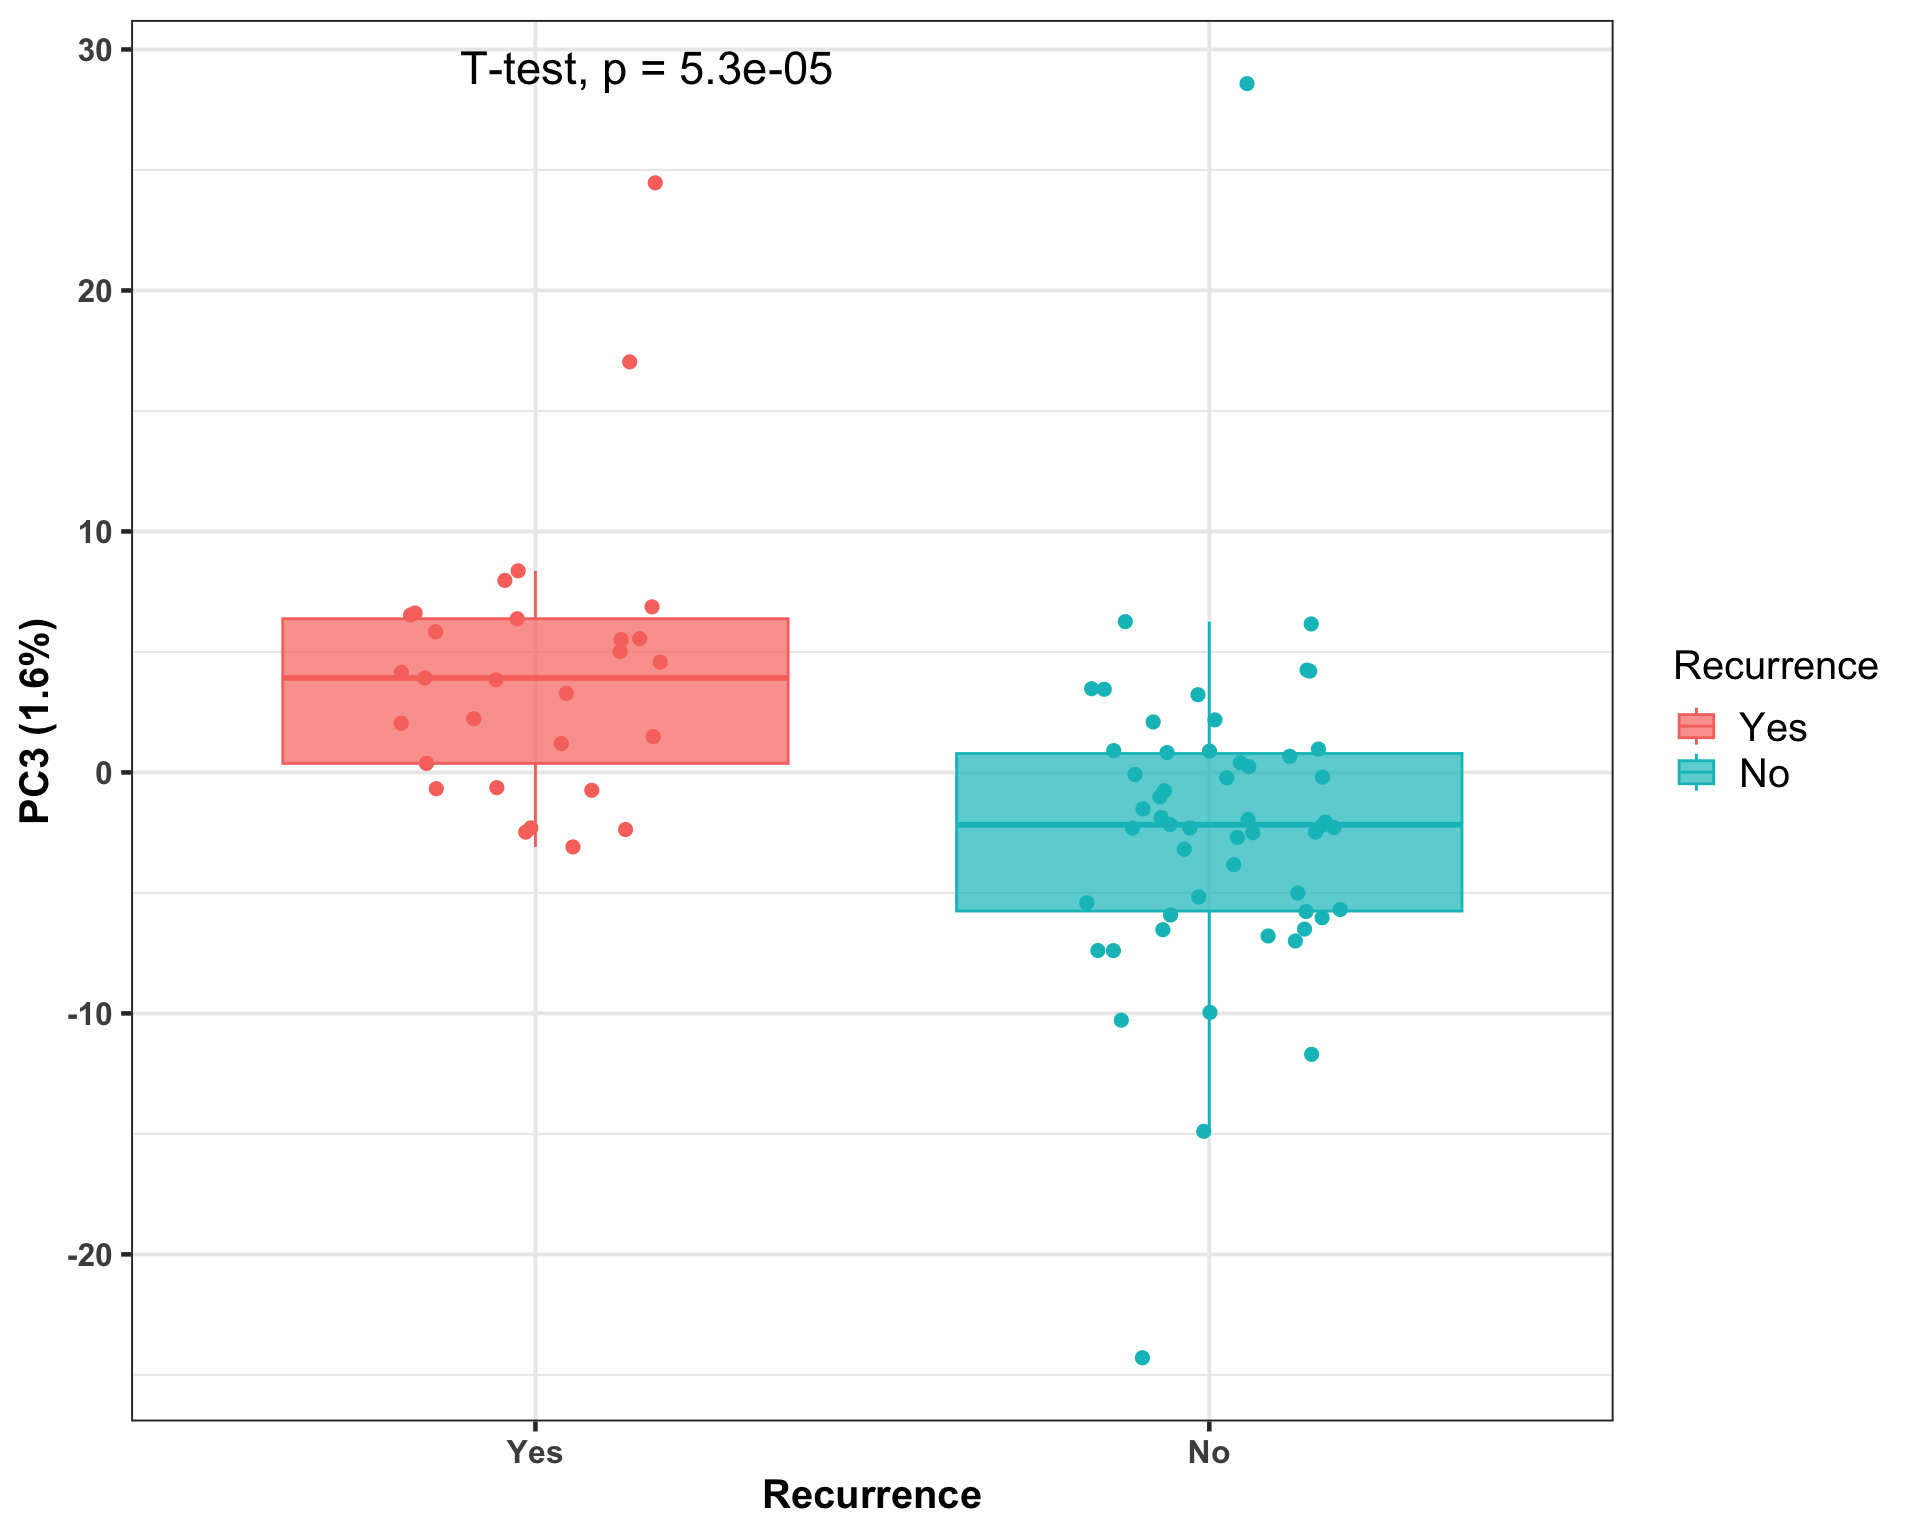 T-test, p = 5.3e-05
30
20
10
0
-10
-20
PC3 (1.6%)
Yes
No
Recurrence
Recurrence
Yes
No